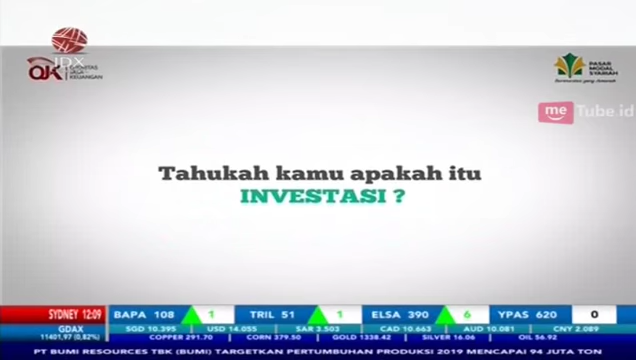 IDX
OJK OTORITAS JASA KEUANGAN
PASAR MODAL SYARIAH
me Tube.id
Tahukah kamu apakah itu
INVESTASI ?
SYDNEY 12:09 BAPA 108 1 TRIL 51 1 ELSA 390 6 YPAS 620 0
GDAX SGD 10.395 USD 14.055 SAR 3.503 CAD 10.663 AUD 10.081 CNY 2.089
11401,97 (0,82%) COPPER 291.70 CORN 379.50 GOLD 1338.42 SILVER 16.06 OIL 56.92
PT BUMI RESOURCES TBK (BUMI) TARGETKAN PERTUMBUHAN PRODUKSI 2019 MENCAPAI 94 JUTA TON